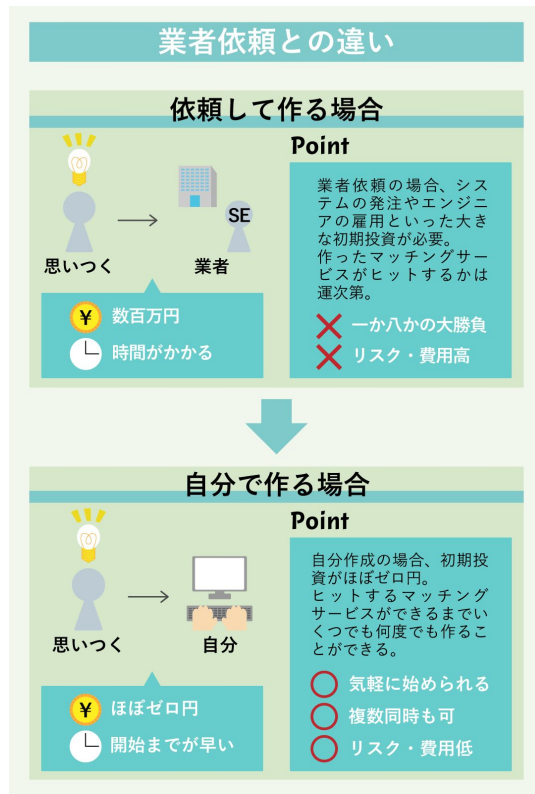 業者依頼との違い
依頼して作る場合
思いつく
SE
業者
¥ 数百万円
時間がかかる
Point
業者依頼の場合、シス
テムの発注やエンジニ
アの雇用といった大き
な初期投資が必要。
作ったマッチングサー
ビスがヒットするかは
運次第。
一か八かの大勝負
リスク・費用高
自分で作る場合
思いつく
自分
¥ ほぼゼロ円
開始までが早い
Point
自分作成の場合、初期投
資がほぼゼロ円。
ヒットするマッチング
サービスができるまでい
くつでも何度でも作るこ
とができる。
気軽に始められる
複数同時も可
リスク・費用低